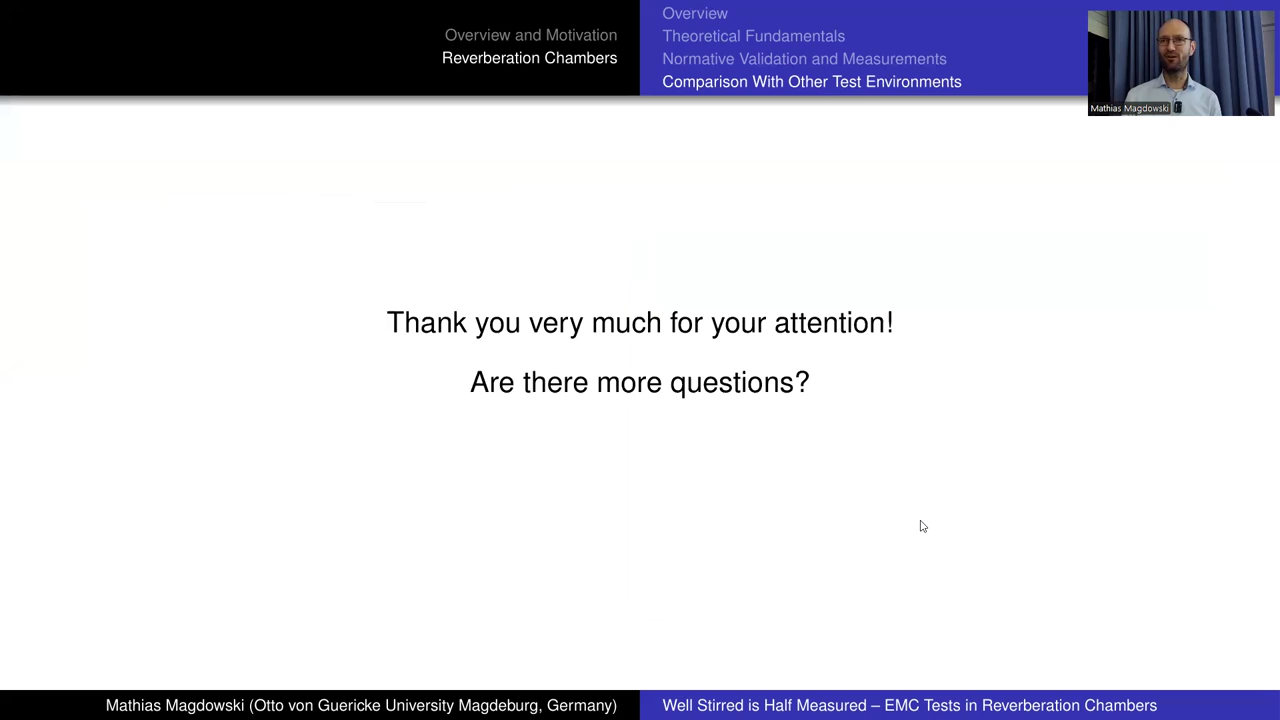 Overview and Motivation
Reverberation Chambers
Overview
Theoretical Fundamentals
Normative Validation and Measurements
Comparison With Other Test Environments
Mathias Magdowski
Thank you very much for your attention!
Are there more questions?
Mathias Magdowski (Otto von Guericke University Magdeburg, Germany)
Well Stirred is Half Measured – EMC Tests in Reverberation Chambers